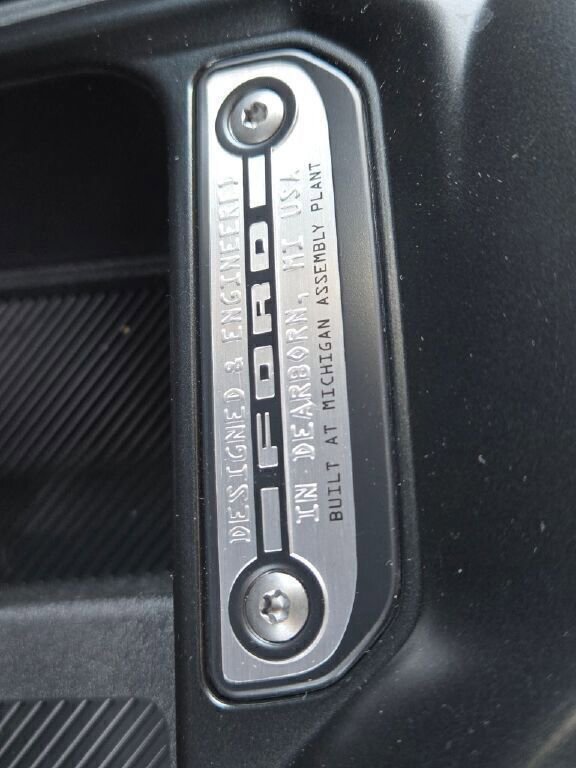 DESIGNED & ENGINEERED
FORD
IN DEARBORN, MI USA
BUILT AT MICHIGAN ASSEMBLY PLANT